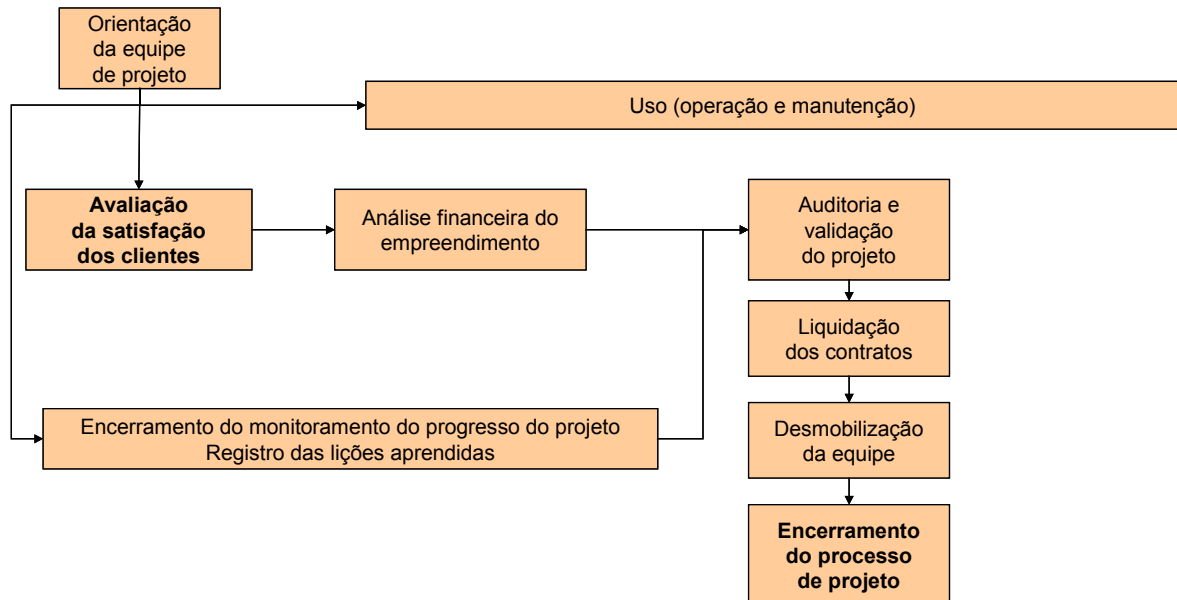 Orientação
da equipe
de projeto
Uso (operação e manutenção)
Avaliação
da satisfação
dos clientes
Análise financeira do
empreendimento
Auditoria e
validação
do projeto
Liquidação
dos contratos
Encerramento do monitoramento do progresso do projeto
Registro das lições aprendidas
Desmobilização
da equipe
Encerramento
do processo
de projeto